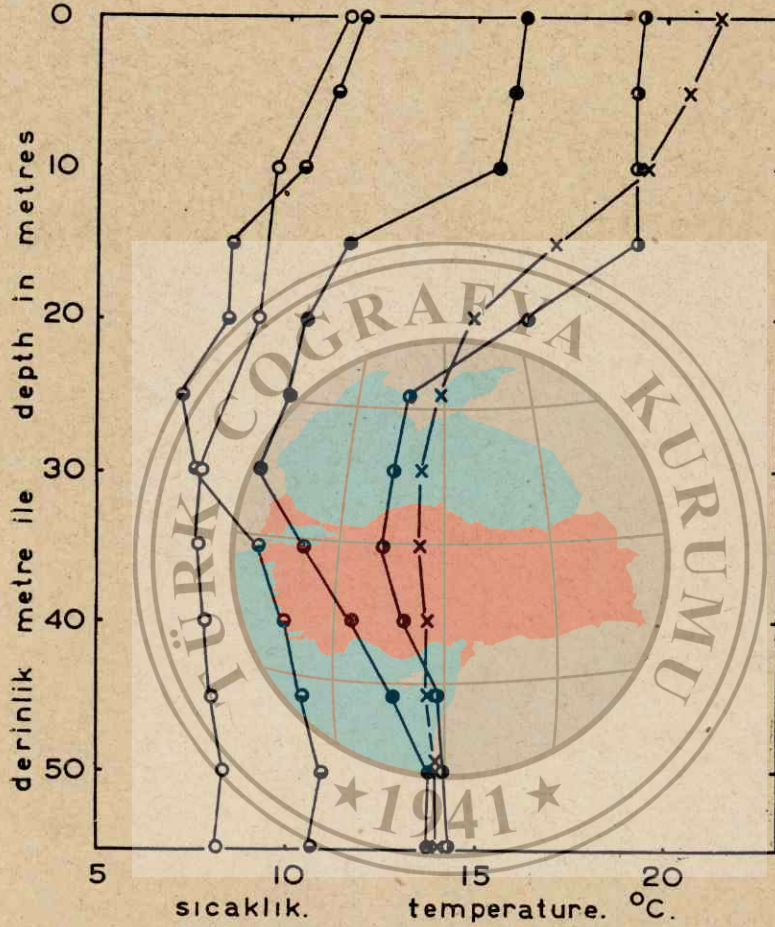 0
10
20
30
40
50
derinlik metre ile depth in metres
5 10 15 20
sıcaklık. temperature. °C.
TÜRK COĞRAFYA KURUMU
★ 1941 ★